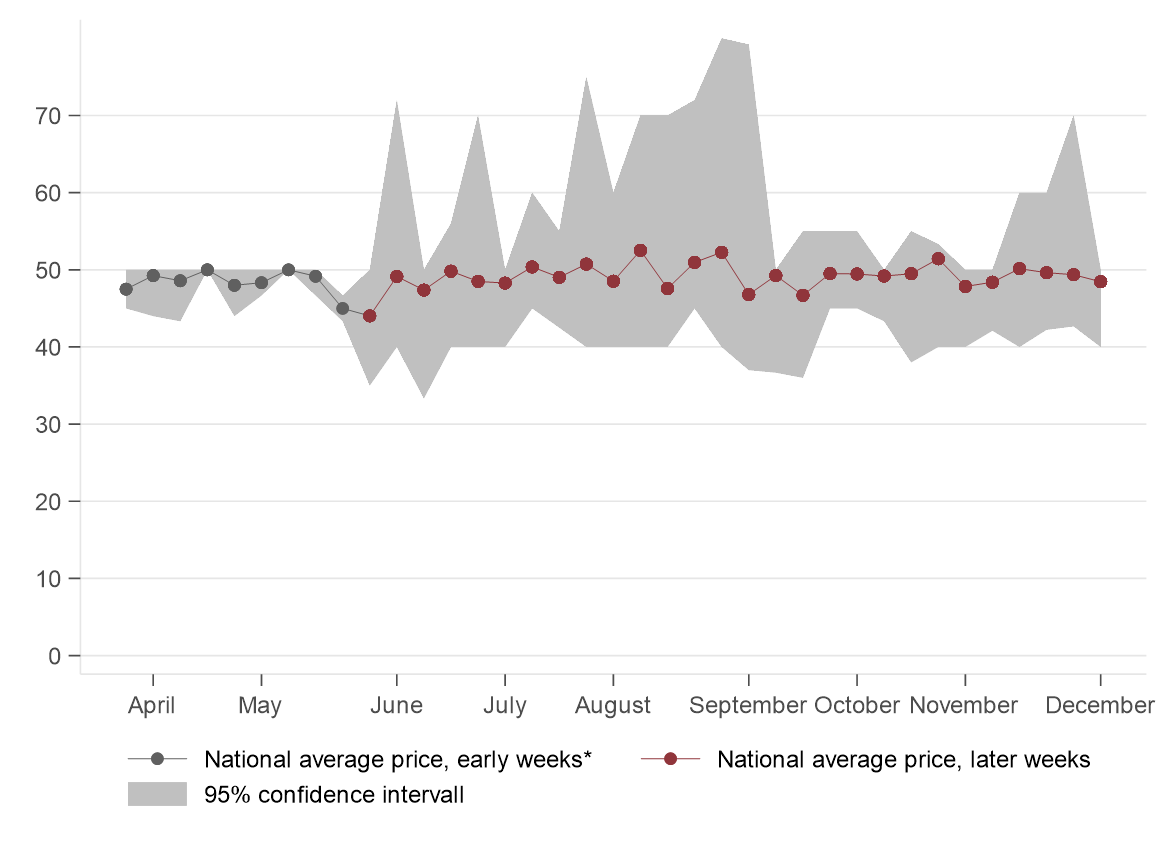 70
60
50
40
30
20
10
0
April May June July August September October November December
National average price, early weeks* National average price, later weeks
95% confidence intervall